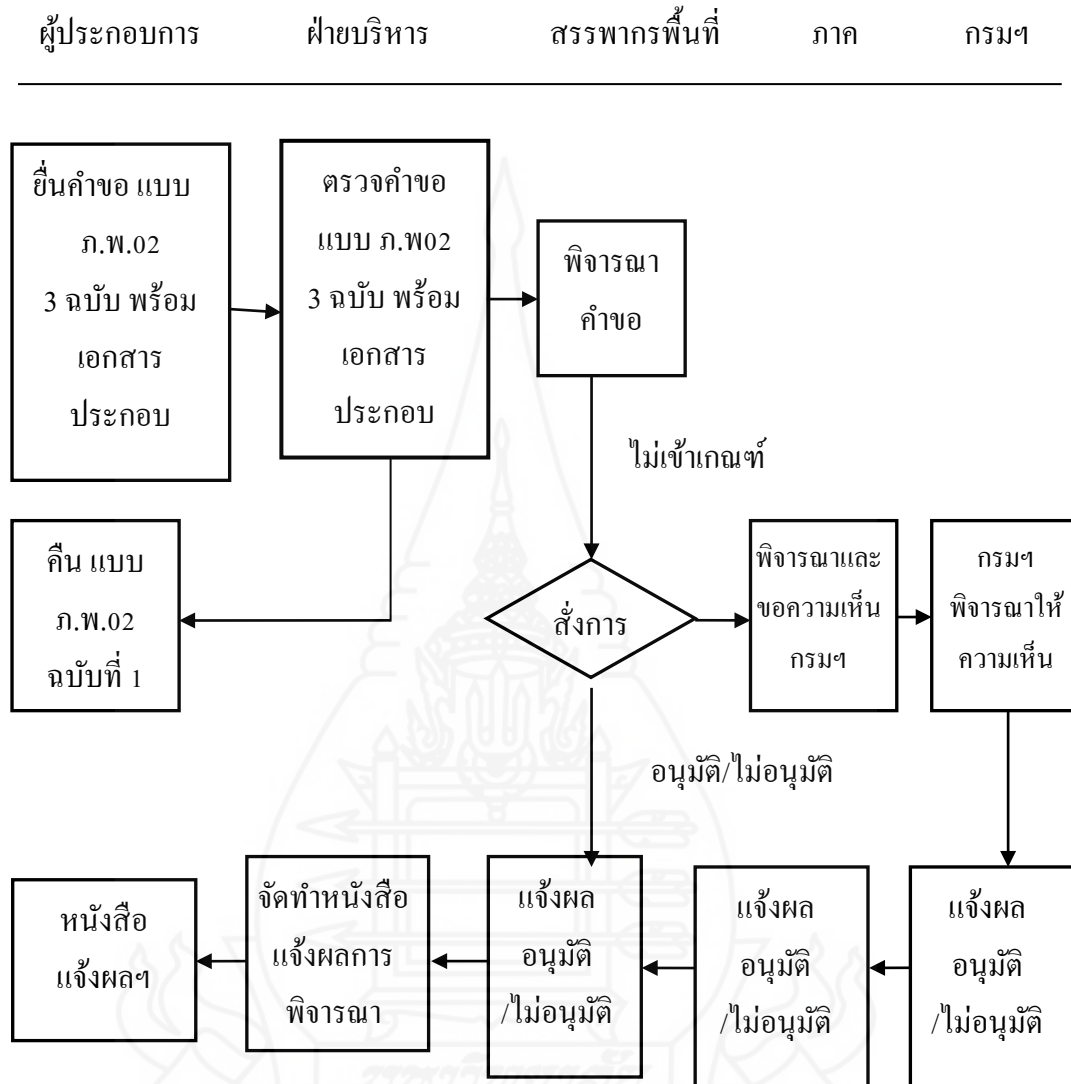 ผู้ประกอบการ ฝ่ายบริหาร สรรพากรพื้นที่ ภาค กรมฯ
ยื่นคำขอ แบบ
ภ.พ.02
3 ฉบับ พร้อม
เอกสาร
ประกอบ
ตรวจคำขอ
แบบ ภ.พ02
3 ฉบับ พร้อม
เอกสาร
ประกอบ
พิจารณา
คำขอ
ไม่เข้าเกณฑ์
คืน แบบ
ภ.พ.02
ฉบับที่ 1
สั่งการ
พิจารณาและ
ขอความเห็น
กรมฯ
กรมฯ
พิจารณาให้
ความเห็น
อนุมัติ/ไม่อนุมัติ
หนังสือ
แจ้งผลฯ
จัดทำหนังสือ
แจ้งผลการ
พิจารณา
แจ้งผล
อนุมัติ
/ไม่อนุมัติ
แจ้งผล
อนุมัติ
/ไม่อนุมัติ
แจ้งผล
อนุมัติ
/ไม่อนุมัติ